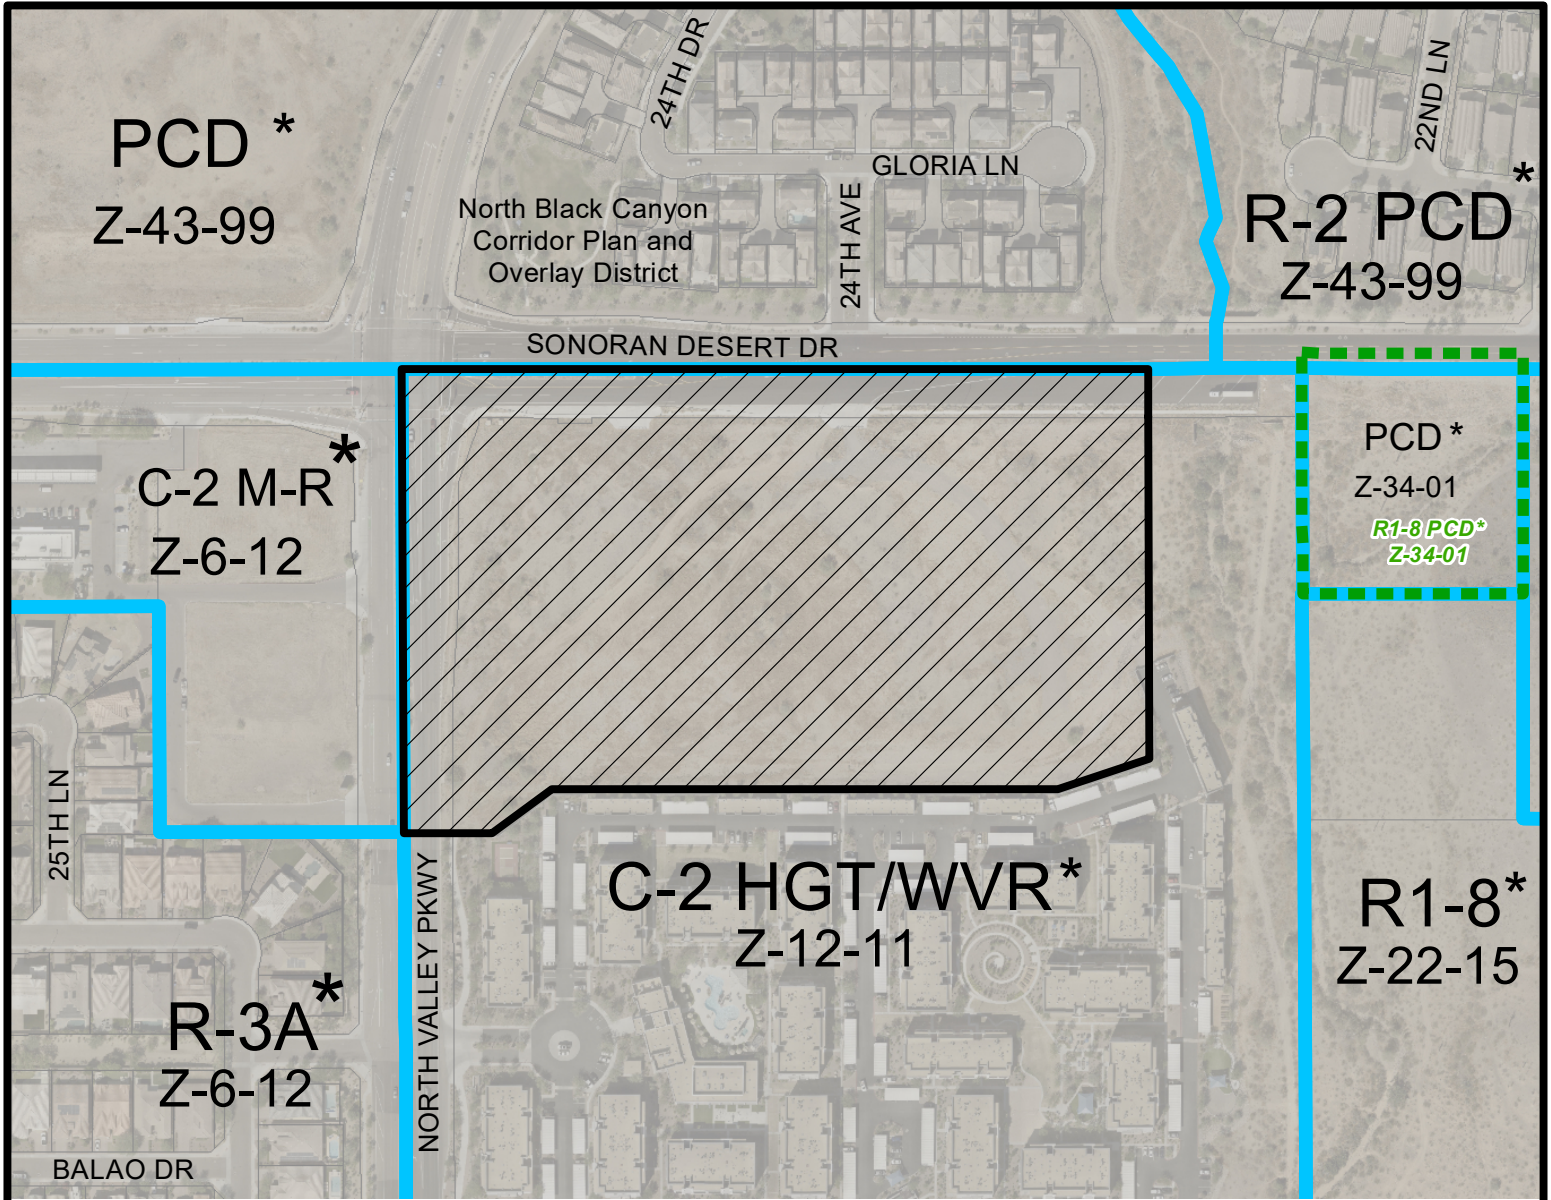 24TH DR
22ND LN
PCD *
Z-43-99
GLORIA LN
North Black Canyon
Corridor Plan and
Overlay District
24TH AVE
R-2 PCD *
Z-43-99
SONORAN DESERT DR
C-2 M-R *
Z-6-12
PCD *
Z-34-01
R1-8 PCD*
Z-34-01
25TH LN
NORTH VALLEY PKWY
C-2 HGT/WVR *
Z-12-11
R1-8 *
Z-22-15
R-3A *
Z-6-12
BALAO DR